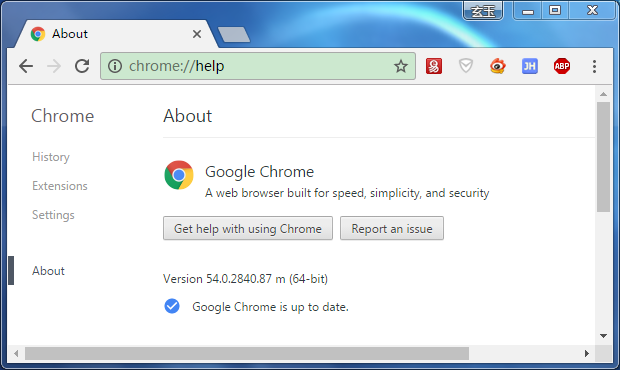 玄玉
About
chrome://help
JH
ABP
Chrome
About
History
Extensions
Settings
About
Google Chrome
A web browser built for speed, simplicity, and security
Get help with using Chrome
Report an issue
Version 54.0.2840.87 m (64-bit)
Google Chrome is up to date.